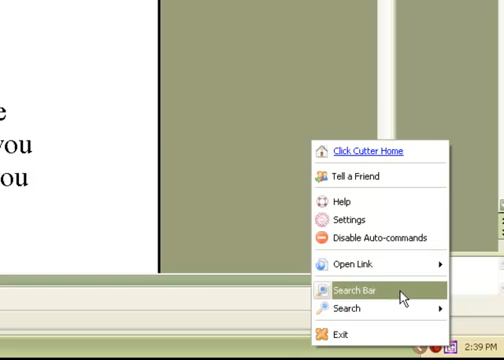 e
you
ou
Click Cutter Home
Tell a Friend
Help
Settings
Disable Auto-commands
Open Link
Search Bar
Search
Exit
2:39 PM